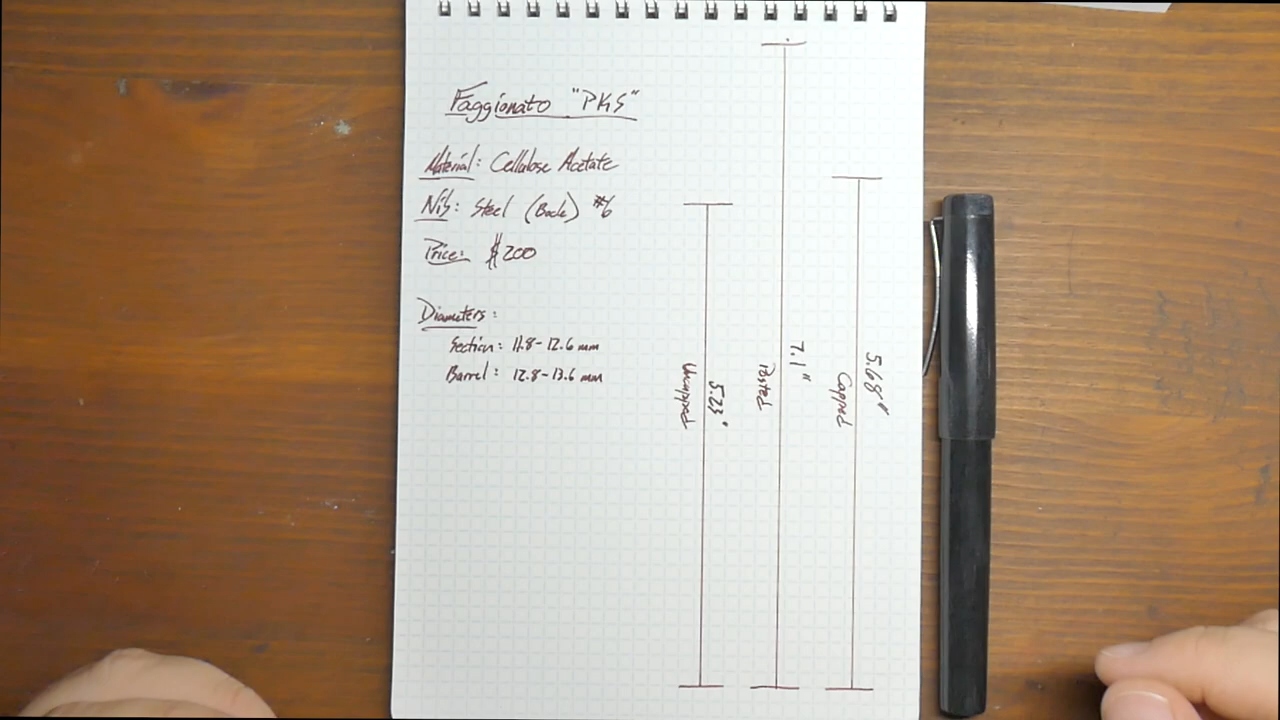 Faggionato "PKS"
Material: Cellulose Acetate
Nib: Steel (Bock) #6
Price: $200
Diameters:
Section: 11.8-12.6 mm
Barrel: 12.8-13.6 mm
5.23"
Uncapped
7.1"
Posted
5.68"
Capped